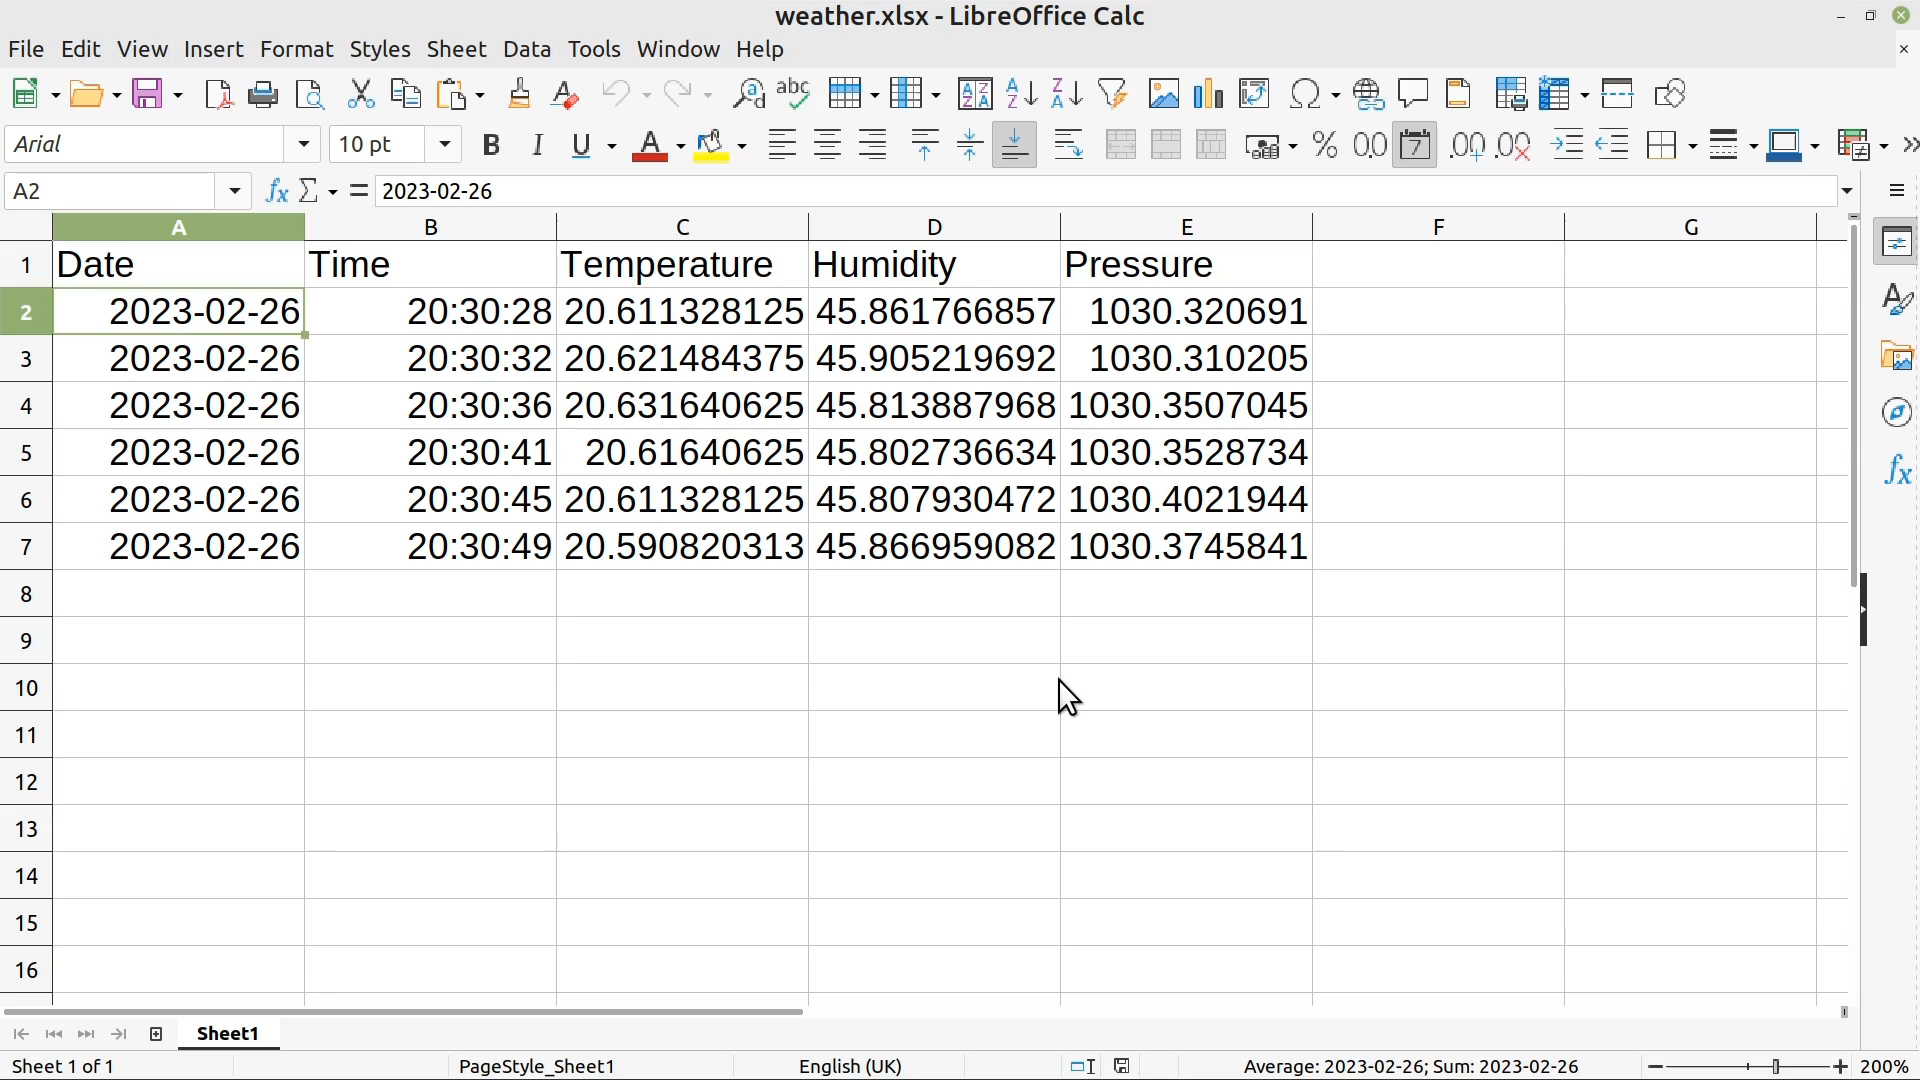 weather.xlsx - LibreOffice Calc
File Edit View Insert Format Styles Sheet Data Tools Window Help
Arial 10 pt
A2 2023-02-26
A B C D E F G
1 Date Time Temperature Humidity Pressure
2 2023-02-26 20:30:28 20.611328125 45.861766857 1030.320691
3 2023-02-26 20:30:32 20.621484375 45.905219692 1030.310205
4 2023-02-26 20:30:36 20.631640625 45.813887968 1030.3507045
5 2023-02-26 20:30:41 20.61640625 45.802736634 1030.3528734
6 2023-02-26 20:30:45 20.611328125 45.807930472 1030.4021944
7 2023-02-26 20:30:49 20.590820313 45.866959082 1030.3745841
8
9
10
11
12
13
14
15
16
Sheet1
Sheet 1 of 1 PageStyle_Sheet1 English (UK) Average: 2023-02-26; Sum: 2023-02-26 200%